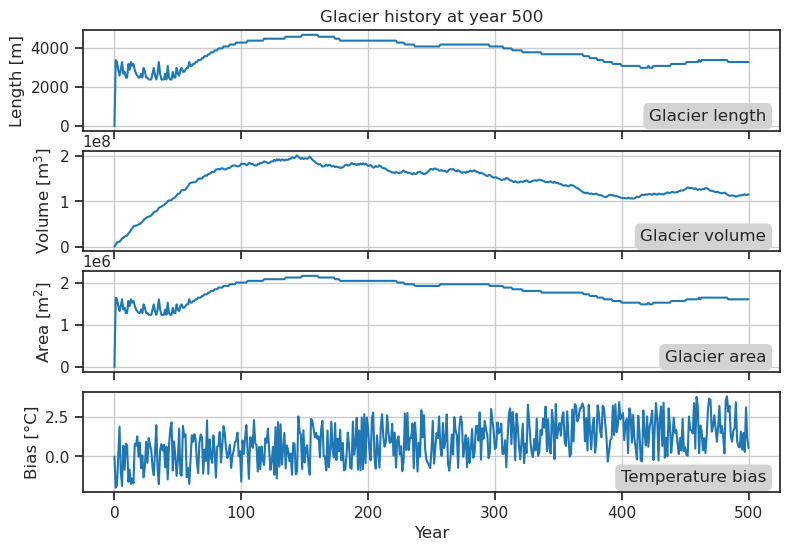 Glacier history at year 500
Length [m]
4000
2000
0
Glacier length
1e8
Volume [m³]
2
1
0
Glacier volume
1e6
Area [m²]
2
1
0
Glacier area
Bias [°C]
2.5
0.0
Temperature bias
0 100 200 300 400 500
Year